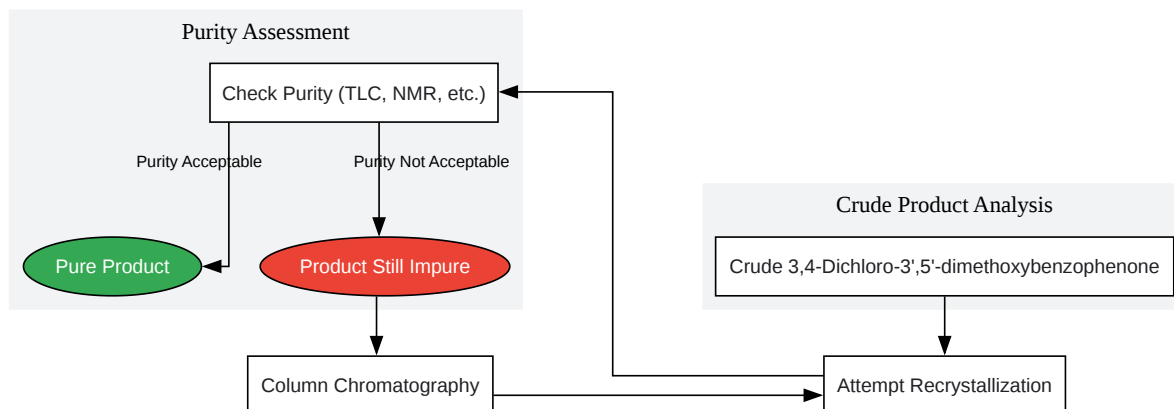 Purity Assessment
Check Purity (TLC, NMR, etc.)
Purity Acceptable
Purity Not Acceptable
Pure Product
Product Still Impure
Column Chromatography
Crude Product Analysis
Crude 3,4-Dichloro-3',5'-dimethoxybenzophenone
Attempt Recrystallization